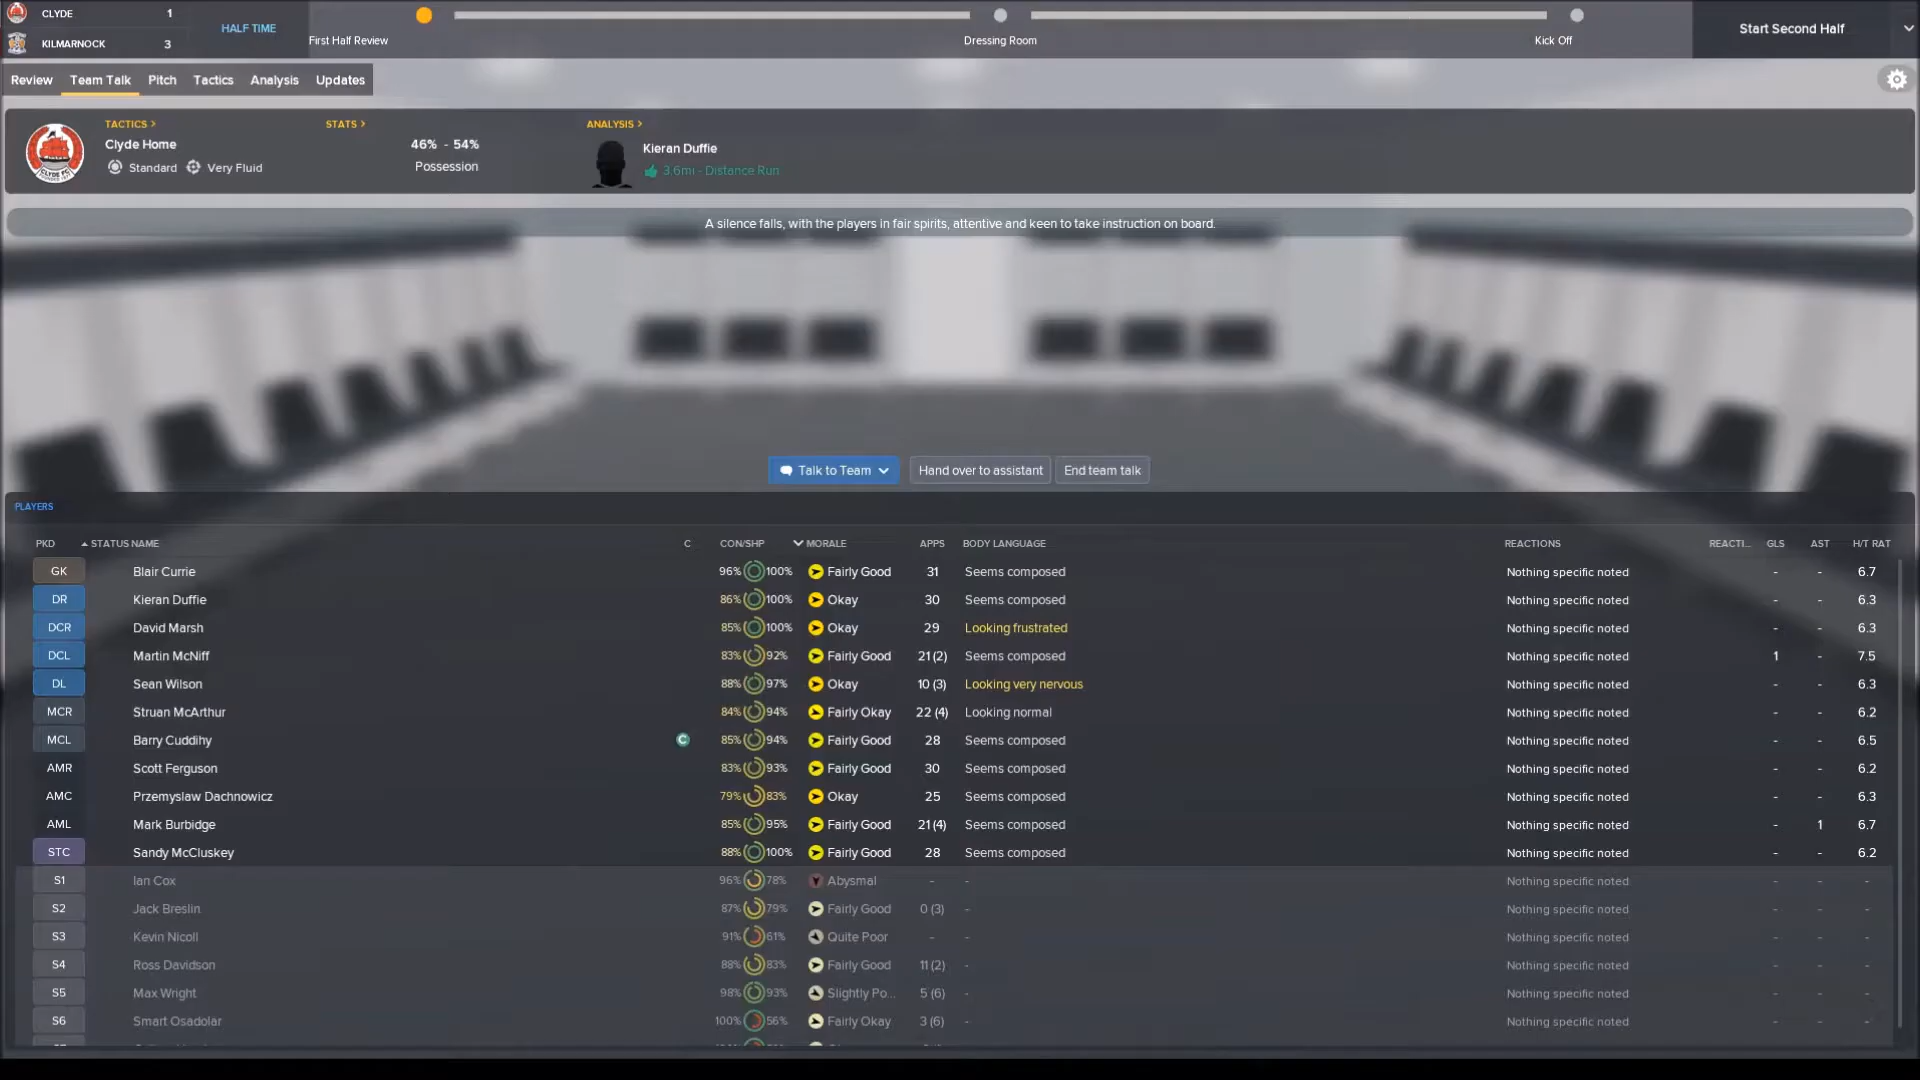 CLYDE 1
KILMARNOCK 3
HALF TIME
First Half Review
Dressing Room
Kick Off
Start Second Half
Review Team Talk Pitch Tactics Analysis Updates
TACTICS >
Clyde Home
Standard Very Fluid
STATS >
46% - 54%
Possession
ANALYSIS >
Kieran Duffie
3.6mi - Distance Run
A silence falls, with the players in fair spirits, attentive and keen to take instruction on board.
Talk to Team Hand over to assistant End team talk
PLAYERS
PKD STATUS NAME C... CON/SHP MORALE APPS BODY LANGUAGE REACTIONS REACTI... GLS AST H/T RAT
GK Blair Currie 96% 100% Fairly Good 31 Seems composed Nothing specific noted - - 6.7
DR Kieran Duffie 86% 100% Okay 30 Seems composed Nothing specific noted - - 6.3
DCR David Marsh 85% 100% Okay 29 Looking frustrated Nothing specific noted - - 6.3
DCL Martin McNiff 83% 92% Fairly Good 21 (2) Seems composed Nothing specific noted 1 - 7.5
DL Sean Wilson 88% 97% Okay 10 (3) Looking very nervous Nothing specific noted - - 6.3
MCR Struan McArthur 84% 94% Fairly Okay 22 (4) Looking normal Nothing specific noted - - 6.2
MCL Barry Cuddihy C 85% 94% Fairly Good 28 Seems composed Nothing specific noted - - 6.5
AMR Scott Ferguson 83% 93% Fairly Good 30 Seems composed Nothing specific noted - - 6.2
AMC Przemyslaw Dachnowicz 79% 83% Okay 25 Seems composed Nothing specific noted - - 6.3
AML Mark Burbidge 85% 95% Fairly Good 21 (4) Seems composed Nothing specific noted - 1 6.7
STC Sandy McCluskey 88% 100% Fairly Good 28 Seems composed Nothing specific noted - - 6.2
S1 Ian Cox 96% 78% Abysmal - - Nothing specific noted - - -
S2 Jack Breslin 87% 79% Fairly Good 0 (3) - Nothing specific noted - - -
S3 Kevin Nicoll 91% 61% Quite Poor - - Nothing specific noted - - -
S4 Ross Davidson 88% 83% Fairly Good 11 (2) - Nothing specific noted - - -
S5 Max Wright 98% 93% Slightly Po... 5 (6) - Nothing specific noted - - -
S6 Smart Osadolar 100% 56% Fairly Okay 3 (6) - Nothing specific noted - - -